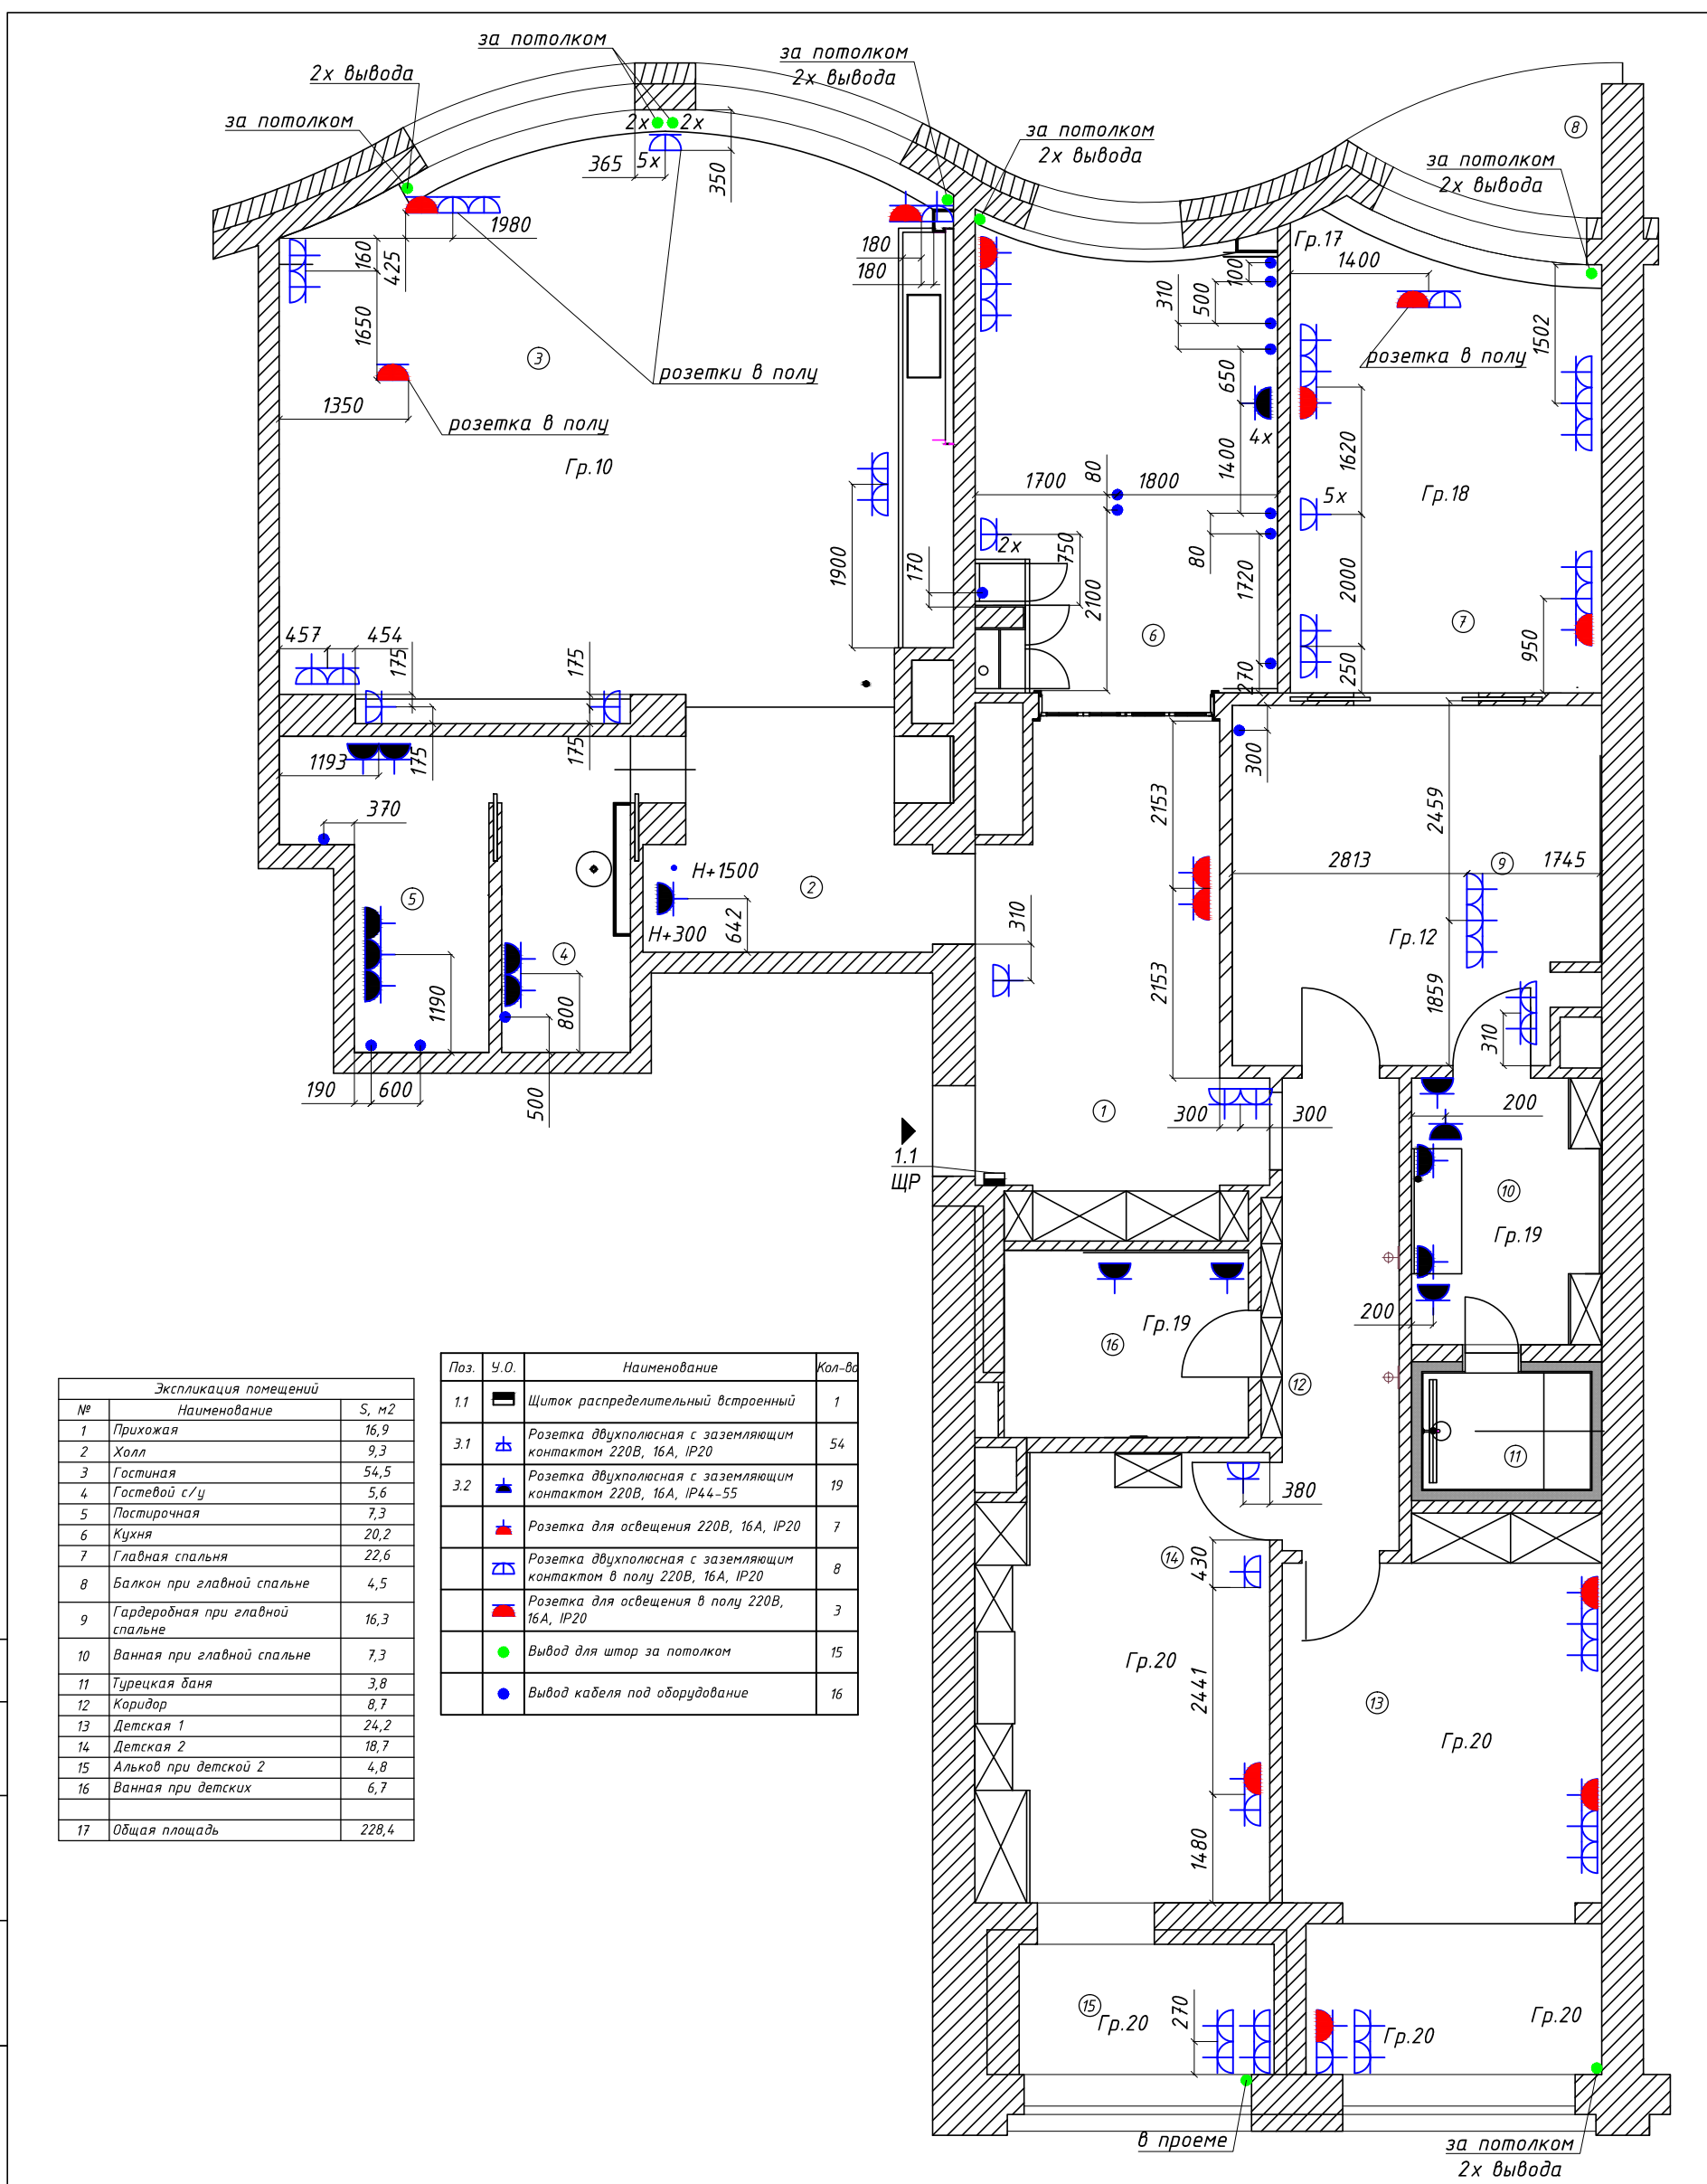 за потолком
2х вывода
за потолком
за потолком
2х вывода
за потолком
2х вывода
за потолком
2х вывода
8
2х
2х
5х
365
350
1980
160
425
1650
1350
3
розетки в полу
розетка в полу
Гр.10
180
180
1900
457
454
175
175
175
175
1193
370
5
4
1190
190
600
800
500
Н+1500
Н+300
642
2
Гр.17
100
500
310
650
4х
1400
1700
80
1800
2х
750
170
2100
80
1720
270
6
1400
розетка в полу
1502
1620
5х
Гр.18
2000
250
7
950
300
2153
2153
310
2459
2813
9
1745
Гр.12
1859
310
1
300
300
1.1
ЩР
200
10
Гр.19
200
Гр.19
16
12
11
380
14
430
Гр.20
2441
1480
13
Гр.20
15
Гр.20
270
Гр.20
Гр.20
в проеме
за потолком
2х вывода
Экспликация помещений
№ Наименование S, м2
1 Прихожая 16,9
2 Холл 9,3
3 Гостиная 54,5
4 Гостевой с/у 5,6
5 Постирочная 7,3
6 Кухня 20,2
7 Главная спальня 22,6
8 Балкон при главной спальне 4,5
9 Гардеробная при главной
спальне 16,3
10 Ванная при главной спальне 7,3
11 Турецкая баня 3,8
12 Коридор 8,7
13 Детская 1 24,2
14 Детская 2 18,7
15 Альков при детской 2 4,8
16 Ванная при детских 6,7
17 Общая площадь 228,4
Поз. У.О. Наименование Кол-во
1.1 Щиток распределительный встроенный 1
3.1 Розетка двухполюсная с заземляющим
контактом 220В, 16А, IP20 54
3.2 Розетка двухполюсная с заземляющим
контактом 220В, 16А, IP44-55 19
Розетка для освещения 220В, 16А, IP20 7
Розетка двухполюсная с заземляющим
контактом в полу 220В, 16А, IP20 8
Розетка для освещения в полу 220В,
16А, IP20 3
Вывод для штор за потолком 15
Вывод кабеля под оборудование 16